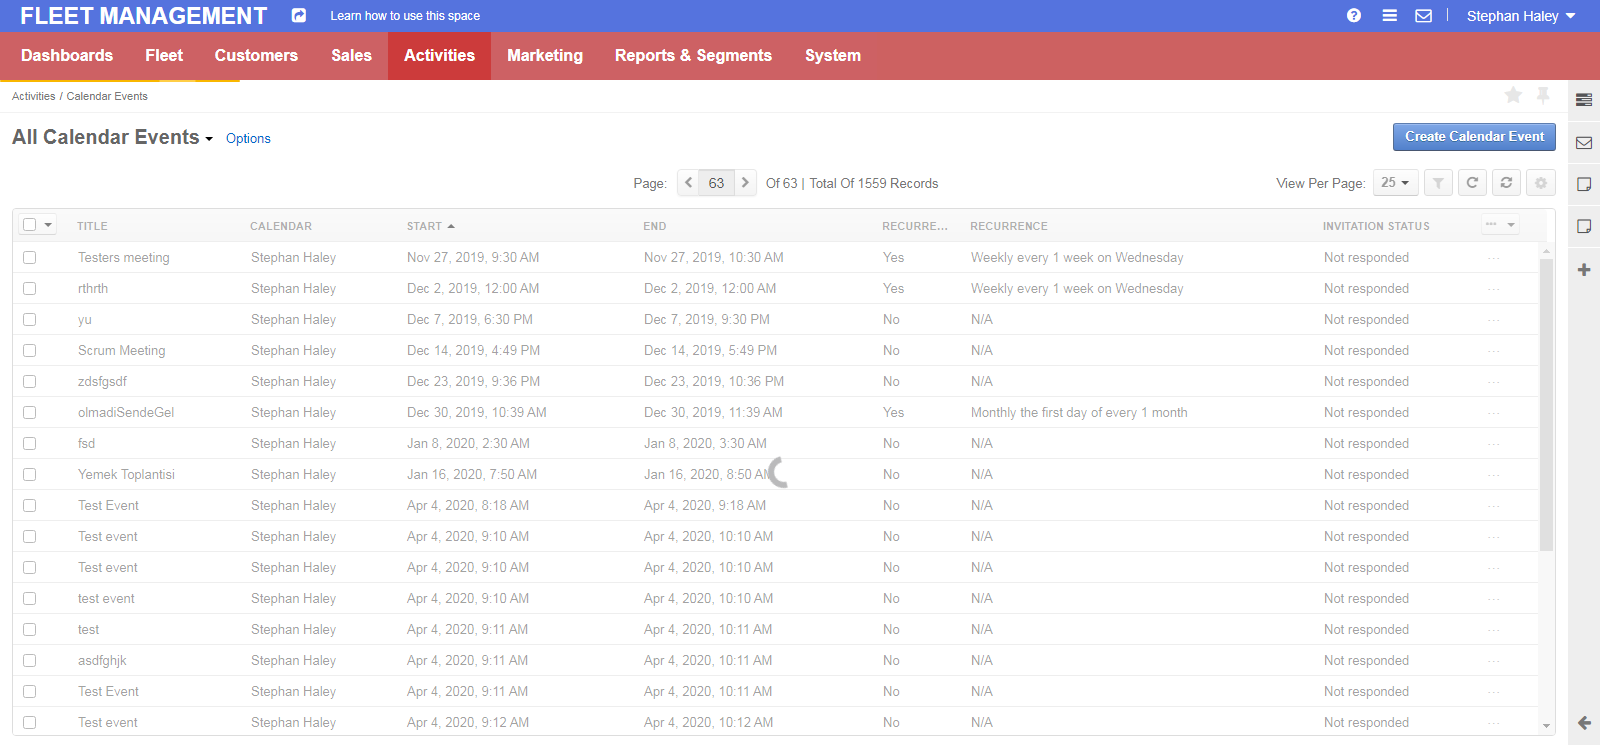 FLEET MANAGEMENT Learn how to use this space Stephan Haley
Dashboards Fleet Customers Sales Activities Marketing Reports & Segments System
Activities / Calendar Events
All Calendar Events Options Create Calendar Event
Page: 63 Of 63 | Total Of 1559 Records View Per Page: 25
TITLE CALENDAR START END RECURRE... RECURRENCE INVITATION STATUS
Testers meeting Stephan Haley Nov 27, 2019, 9:30 AM Nov 27, 2019, 10:30 AM Yes Weekly every 1 week on Wednesday Not responded
rthrth Stephan Haley Dec 2, 2019, 12:00 AM Dec 2, 2019, 12:00 AM Yes Weekly every 1 week on Wednesday Not responded
yu Stephan Haley Dec 7, 2019, 6:30 PM Dec 7, 2019, 9:30 PM No N/A Not responded
Scrum Meeting Stephan Haley Dec 14, 2019, 4:49 PM Dec 14, 2019, 5:49 PM No N/A Not responded
zdsfgsdf Stephan Haley Dec 23, 2019, 9:36 PM Dec 23, 2019, 10:36 PM No N/A Not responded
olmadiSendeGel Stephan Haley Dec 30, 2019, 10:39 AM Dec 30, 2019, 11:39 AM Yes Monthly the first day of every 1 month Not responded
fsd Stephan Haley Jan 8, 2020, 2:30 AM Jan 8, 2020, 3:30 AM No N/A Not responded
Yemek Toplantisi Stephan Haley Jan 16, 2020, 7:50 AM Jan 16, 2020, 8:50 AM No N/A Not responded
Test Event Stephan Haley Apr 4, 2020, 8:18 AM Apr 4, 2020, 9:18 AM No N/A Not responded
Test event Stephan Haley Apr 4, 2020, 9:10 AM Apr 4, 2020, 10:10 AM No N/A Not responded
Test event Stephan Haley Apr 4, 2020, 9:10 AM Apr 4, 2020, 10:10 AM No N/A Not responded
test event Stephan Haley Apr 4, 2020, 9:10 AM Apr 4, 2020, 10:10 AM No N/A Not responded
test Stephan Haley Apr 4, 2020, 9:11 AM Apr 4, 2020, 10:11 AM No N/A Not responded
asdfghjk Stephan Haley Apr 4, 2020, 9:11 AM Apr 4, 2020, 10:11 AM No N/A Not responded
Test Event Stephan Haley Apr 4, 2020, 9:11 AM Apr 4, 2020, 10:11 AM No N/A Not responded
Test event Stephan Haley Apr 4, 2020, 9:12 AM Apr 4, 2020, 10:12 AM No N/A Not responded